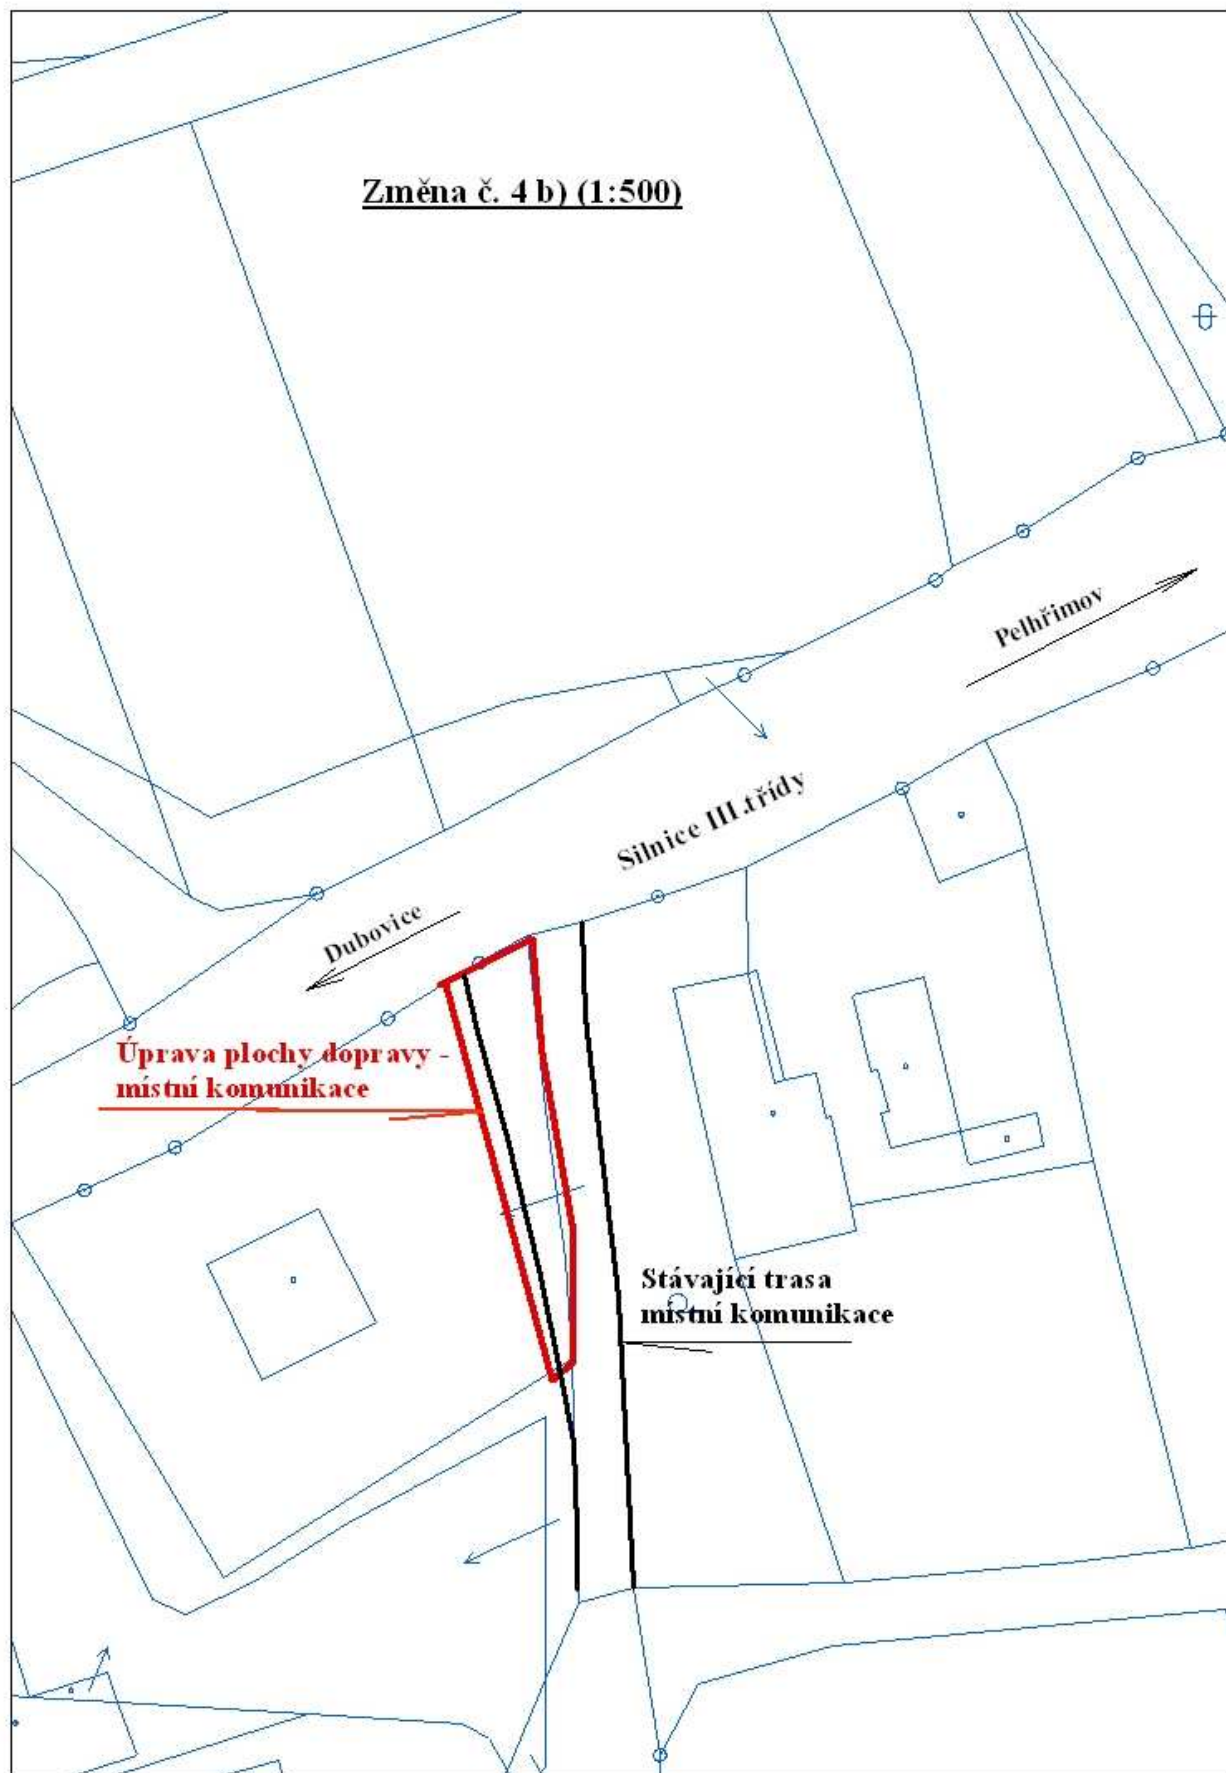 Změna č. 4 b) (1:500)
Pelhřimov
Silnice III.třídy
Dubovice
Úprava plochy dopravy -
místní komunikace
Stávající trasa
místní komunikace